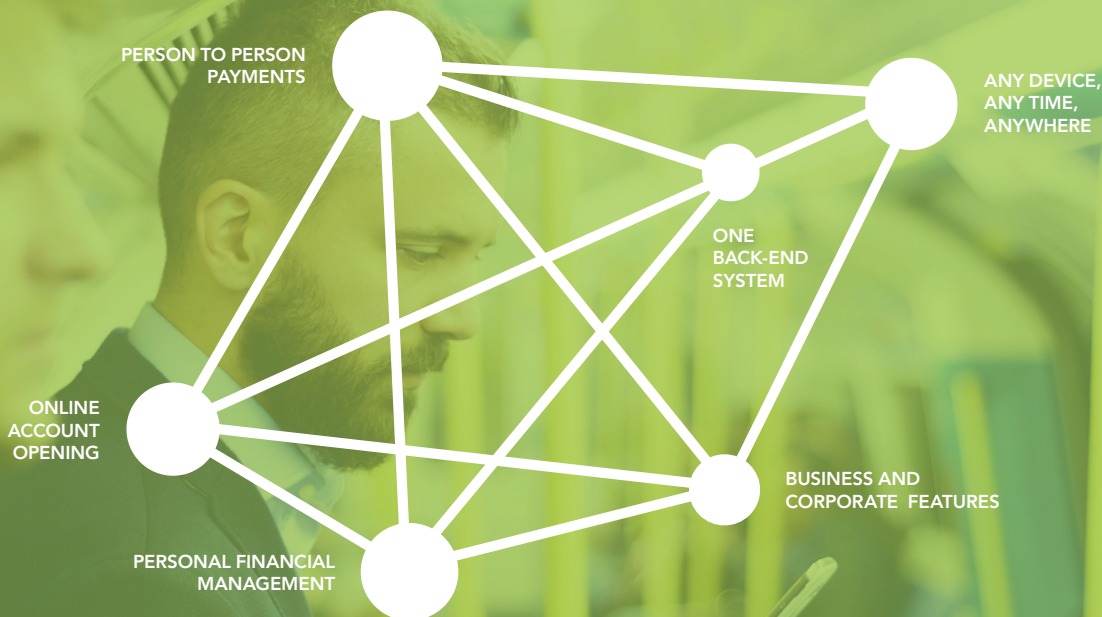 PERSON TO PERSON
PAYMENTS
ANY DEVICE,
ANY TIME,
ANYWHERE
ONE
BACK-END
SYSTEM
ONLINE
ACCOUNT
OPENING
BUSINESS AND
CORPORATE FEATURES
PERSONAL FINANCIAL
MANAGEMENT